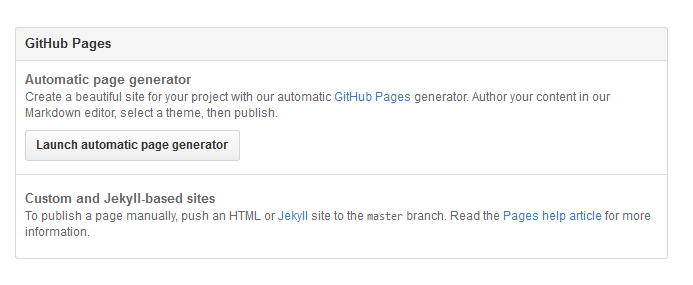 GitHub Pages
Automatic page generator
Create a beautiful site for your project with our automatic GitHub Pages generator. Author your content in our
Markdown editor, select a theme, then publish.
Launch automatic page generator
Custom and Jekyll-based sites
To publish a page manually, push an HTML or Jekyll site to the master branch. Read the Pages help article for more
information.